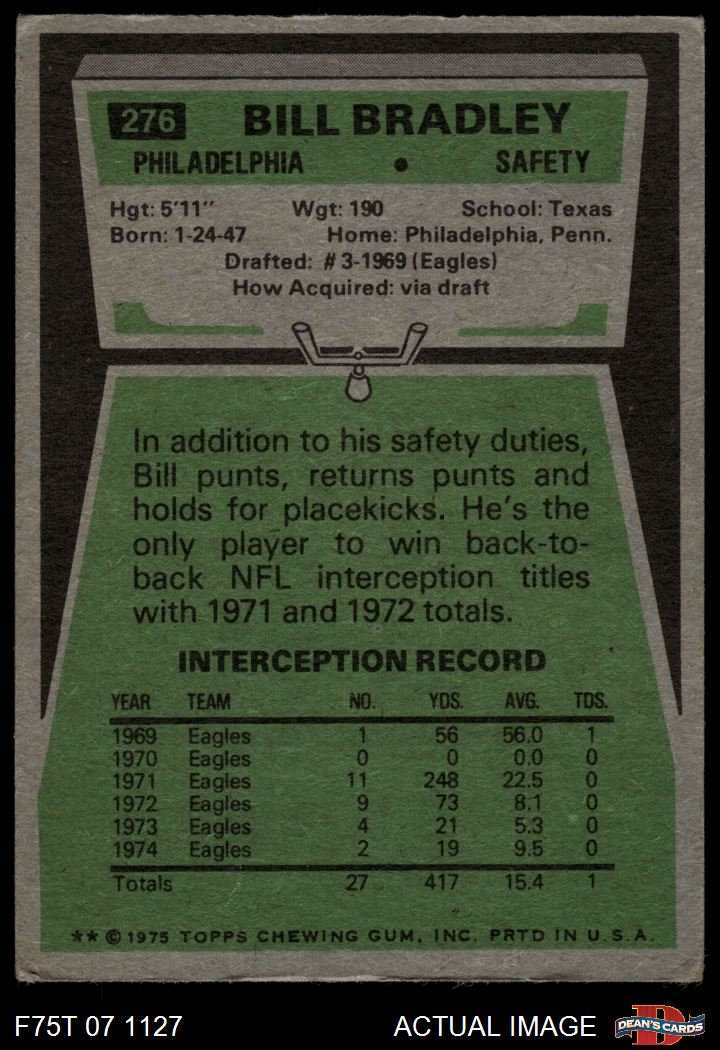 276 BILL BRADLEY
PHILADELPHIA • SAFETY
Hgt: 5'11" Wgt: 190 School: Texas
Born: 1-24-47 Home: Philadelphia, Penn.
Drafted: #3-1969 (Eagles)
How Acquired: via draft
In addition to his safety duties,
Bill punts, returns punts and
holds for placekicks. He's the
only player to win back-to-
back NFL interception titles
with 1971 and 1972 totals.
INTERCEPTION RECORD
YEAR TEAM NO. YDS. AVG. TDS.
1969 Eagles 1 56 56.0 1
1970 Eagles 0 0 0.0 0
1971 Eagles 11 248 22.5 0
1972 Eagles 9 73 8.1 0
1973 Eagles 4 21 5.3 0
1974 Eagles 2 19 9.5 0
Totals 27 417 15.4 1
** © 1975 TOPPS CHEWING GUM, INC. PRTD IN U.S.A.
F75T 07 1127 ACTUAL IMAGE D DEAN'S CARDS